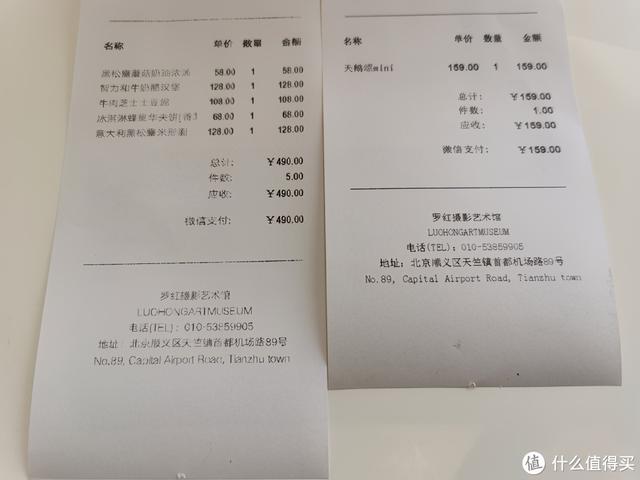 名称 单价 数量 金额
黑松露蘑菇奶油浓汤 58.00 1 58.00
智力和牛奶酪汉堡 128.00 1 128.00
牛肉芝士土豆泥 108.00 1 108.00
冰淇淋蜂巢华夫饼(香 68.00 1 68.00
意大利黑松露米形面 128.00 1 128.00
总计: ¥490.00
件数: 5.00
应收: ¥490.00
微信支付: ¥490.00
罗红摄影艺术馆
LUOHONGARTMUSEUM
电话(TEL): 010-53859905
地址: 北京顺义区天竺镇首都机场路89号
No.89, Capital Airport Road, Tianzhu town
名称 单价 数量 金额
天鹅颂mini 159.00 1 159.00
总计: ¥159.00
件数: 1.00
应收: ¥159.00
微信支付: ¥159.00
罗红摄影艺术馆
LUOHONGARTMUSEUM
电话(TEL): 010-53859905
地址: 北京顺义区天竺镇首都机场路89号
No.89, Capital Airport Road, Tianzhu town
值 什么值得买